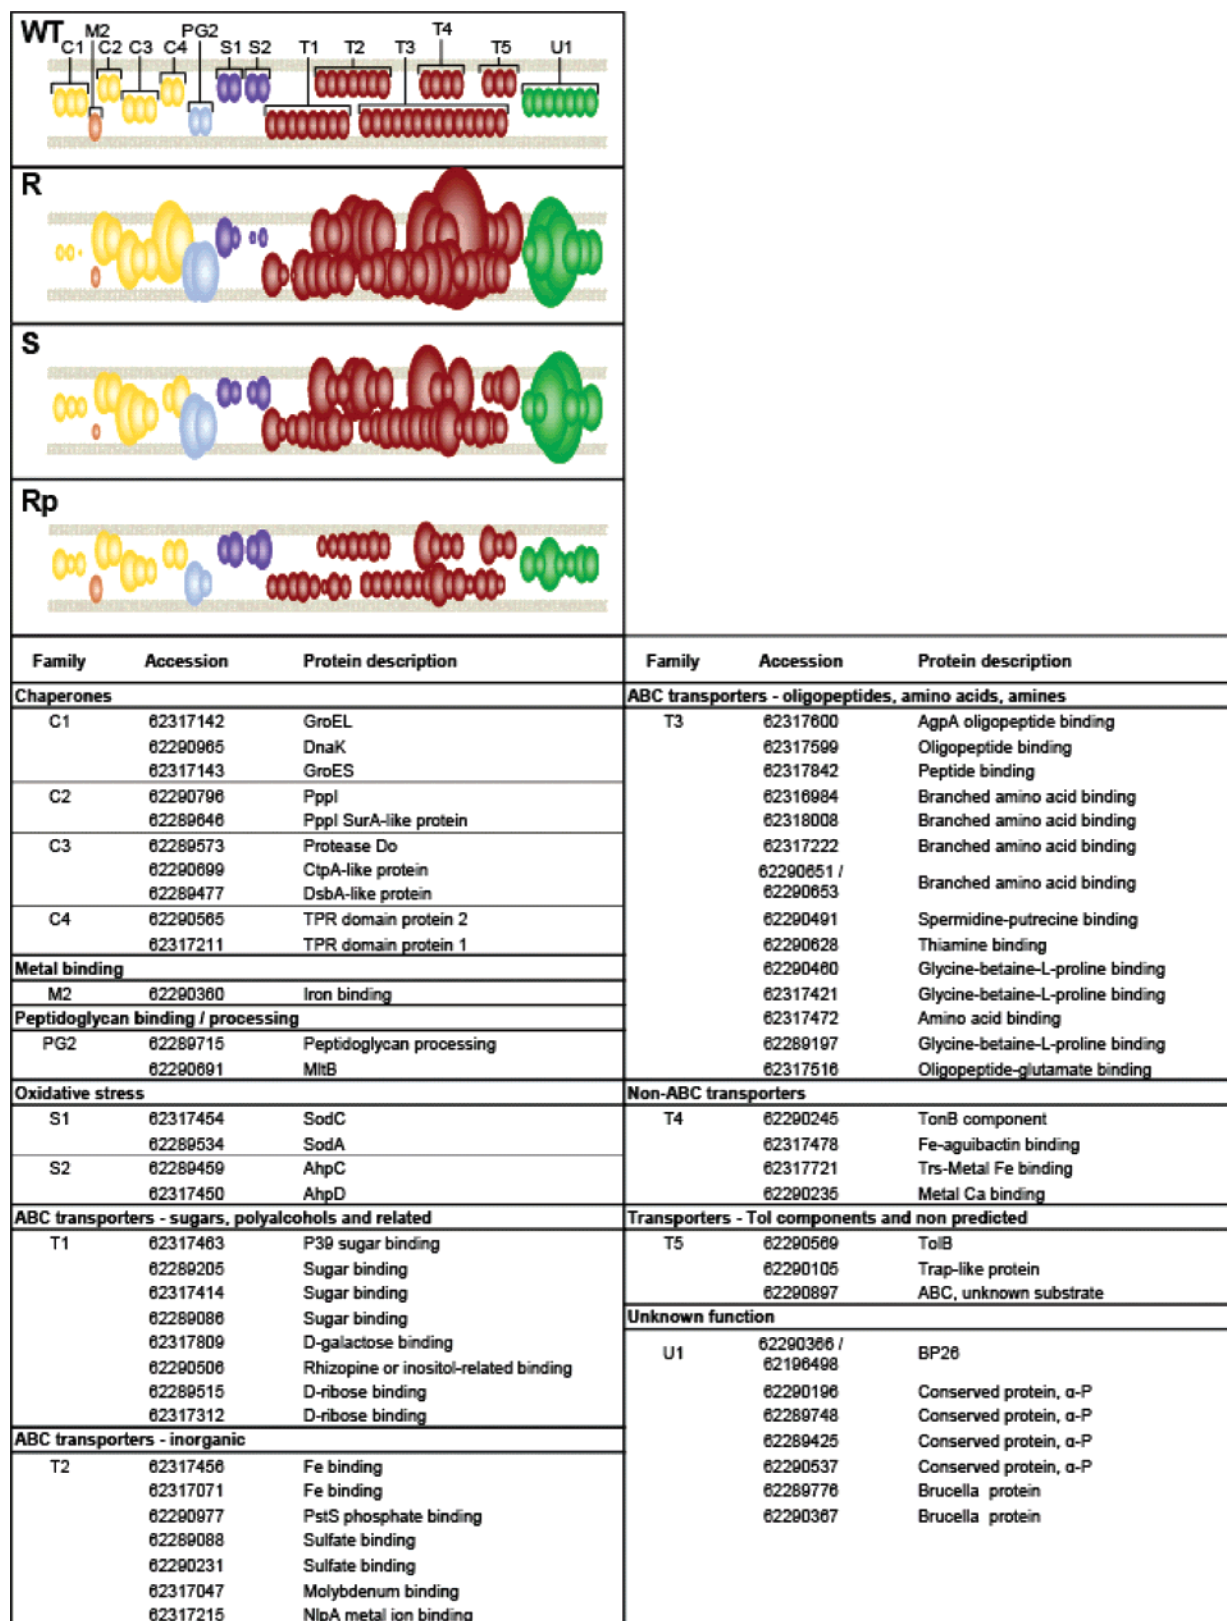 WT
C1 M2 C2 C3 C4 PG2 S1 S2 T1 T2 T3 T4 T5 U1
R
S
Rp
Family Accession Protein description
Chaperones
C1 62317142 GroEL
62290965 DnaK
62317143 GroES
C2 62290796 PppI
62289646 PppI SurA-like protein
C3 62289573 Protease Do
62290699 CtpA-like protein
62289477 DsbA-like protein
C4 62290565 TPR domain protein 2
62317211 TPR domain protein 1
Metal binding
M2 62290360 Iron binding
Peptidoglycan binding / processing
PG2 62289715 Peptidoglycan processing
62290691 MltB
Oxidative stress
S1 62317454 SodC
62289534 SodA
S2 62289459 AhpC
62317450 AhpD
ABC transporters - sugars, polyalcohols and related
T1 62317463 P39 sugar binding
62289205 Sugar binding
62317414 Sugar binding
62289086 Sugar binding
62317809 D-galactose binding
62290506 Rhizopine or inositol-related binding
62289515 D-ribose binding
62317312 D-ribose binding
ABC transporters - inorganic
T2 62317456 Fe binding
62317071 Fe binding
62290977 PstS phosphate binding
62289088 Sulfate binding
62290231 Sulfate binding
62317047 Molybdenum binding
62317215 NlpA metal ion binding
Family Accession Protein description
ABC transporters - oligopeptides, amino acids, amines
T3 62317600 AgpA oligopeptide binding
62317599 Oligopeptide binding
62317842 Peptide binding
62316984 Branched amino acid binding
62318008 Branched amino acid binding
62317222 Branched amino acid binding
62290651 /
62290653 Branched amino acid binding
62290491 Spermidine-putrecine binding
62290628 Thiamine binding
62290460 Glycine-betaine-L-proline binding
62317421 Glycine-betaine-L-proline binding
62317472 Amino acid binding
62289197 Glycine-betaine-L-proline binding
62317516 Oligopeptide-glutamate binding
Non-ABC transporters
T4 62290245 TonB component
62317478 Fe-aguibactin binding
62317721 Trs-Metal Fe binding
62290235 Metal Ca binding
Transporters - Tol components and non predicted
T5 62290569 TolB
62290105 Trap-like protein
62290897 ABC, unknown substrate
Unknown function
U1 62290366 /
62196498 BP26
62290196 Conserved protein, α-P
62289748 Conserved protein, α-P
62289425 Conserved protein, α-P
62290537 Conserved protein, α-P
62289776 Brucella protein
62290367 Brucella protein